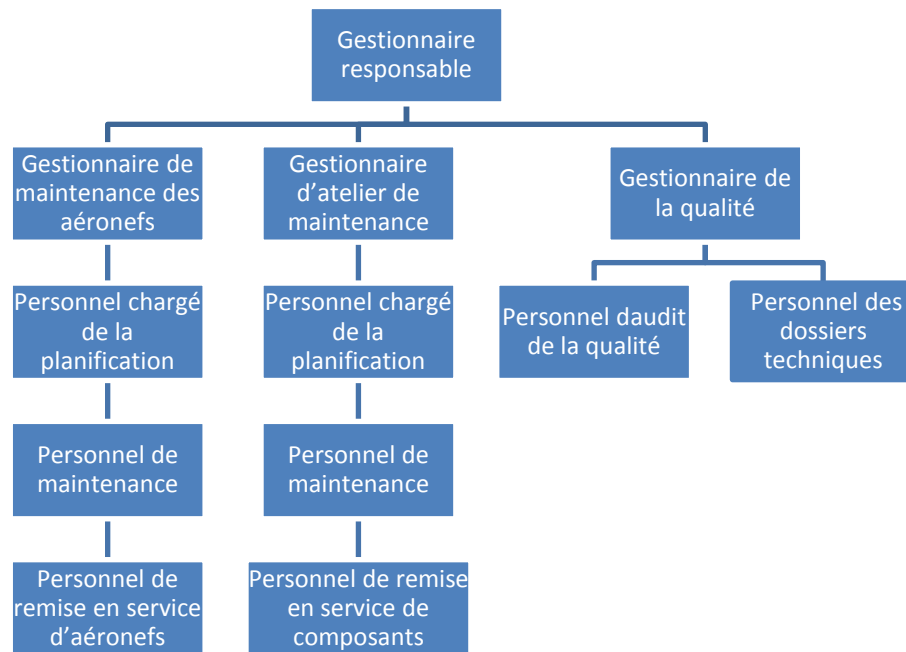 Gestionnaire
responsable
Gestionnaire de
maintenance des
aéronefs
Gestionnaire
d’atelier de
maintenance
Gestionnaire de
la qualité
Personnel chargé
de la
planification
Personnel chargé
de la
planification
Personnel daudit
de la qualité
Personnel des
dossiers
techniques
Personnel de
maintenance
Personnel de
maintenance
Personnel de
remise en service
d’aéronefs
Personnel de remise
en service de
composants